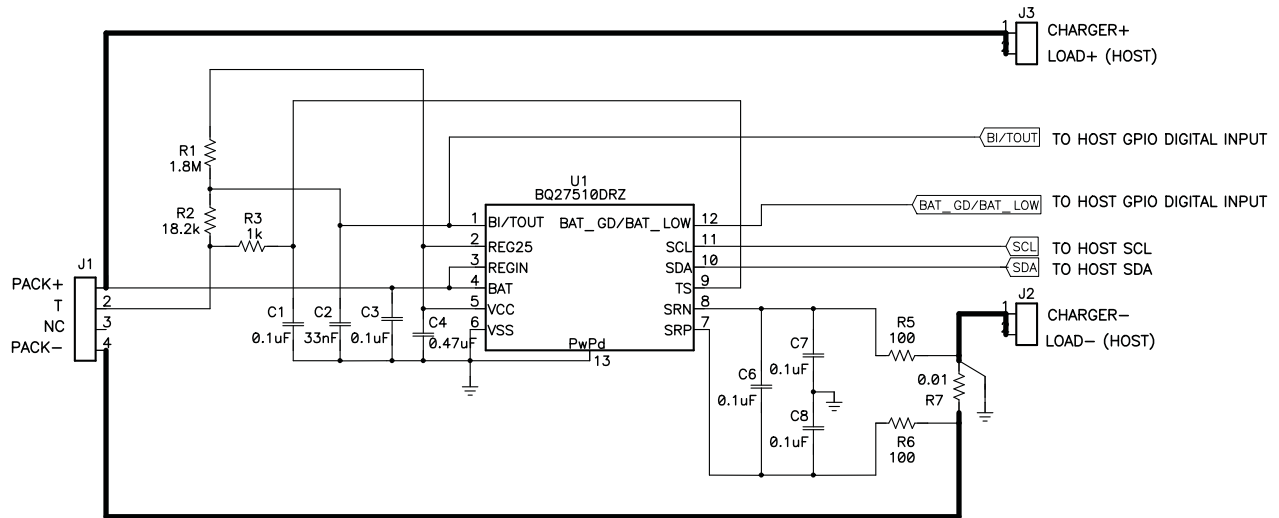 J3
1
CHARGER+
LOAD+ (HOST)
R1
1.8M
BI/TOUT
TO HOST GPIO DIGITAL INPUT
U1
BQ27510DRZ
R2
18.2k
R3
1k
1
BI/TOUT
BAT_GD/BAT_LOW
12
BAT_GD/BAT_LOW
TO HOST GPIO DIGITAL INPUT
2
REG25
SCL
11
SCL
TO HOST SCL
3
REGIN
SDA
10
SDA
TO HOST SDA
4
BAT
TS
9
5
VCC
SRN
8
6
VSS
SRP
7
PwPd
13
J1
PACK+
1
T
2
NC
3
PACK-
4
C1
0.1uF
C2
33nF
C3
0.1uF
C4
0.47uF
J2
1
CHARGER-
LOAD- (HOST)
R5
100
C7
0.1uF
C6
0.1uF
0.01
R7
C8
0.1uF
R6
100